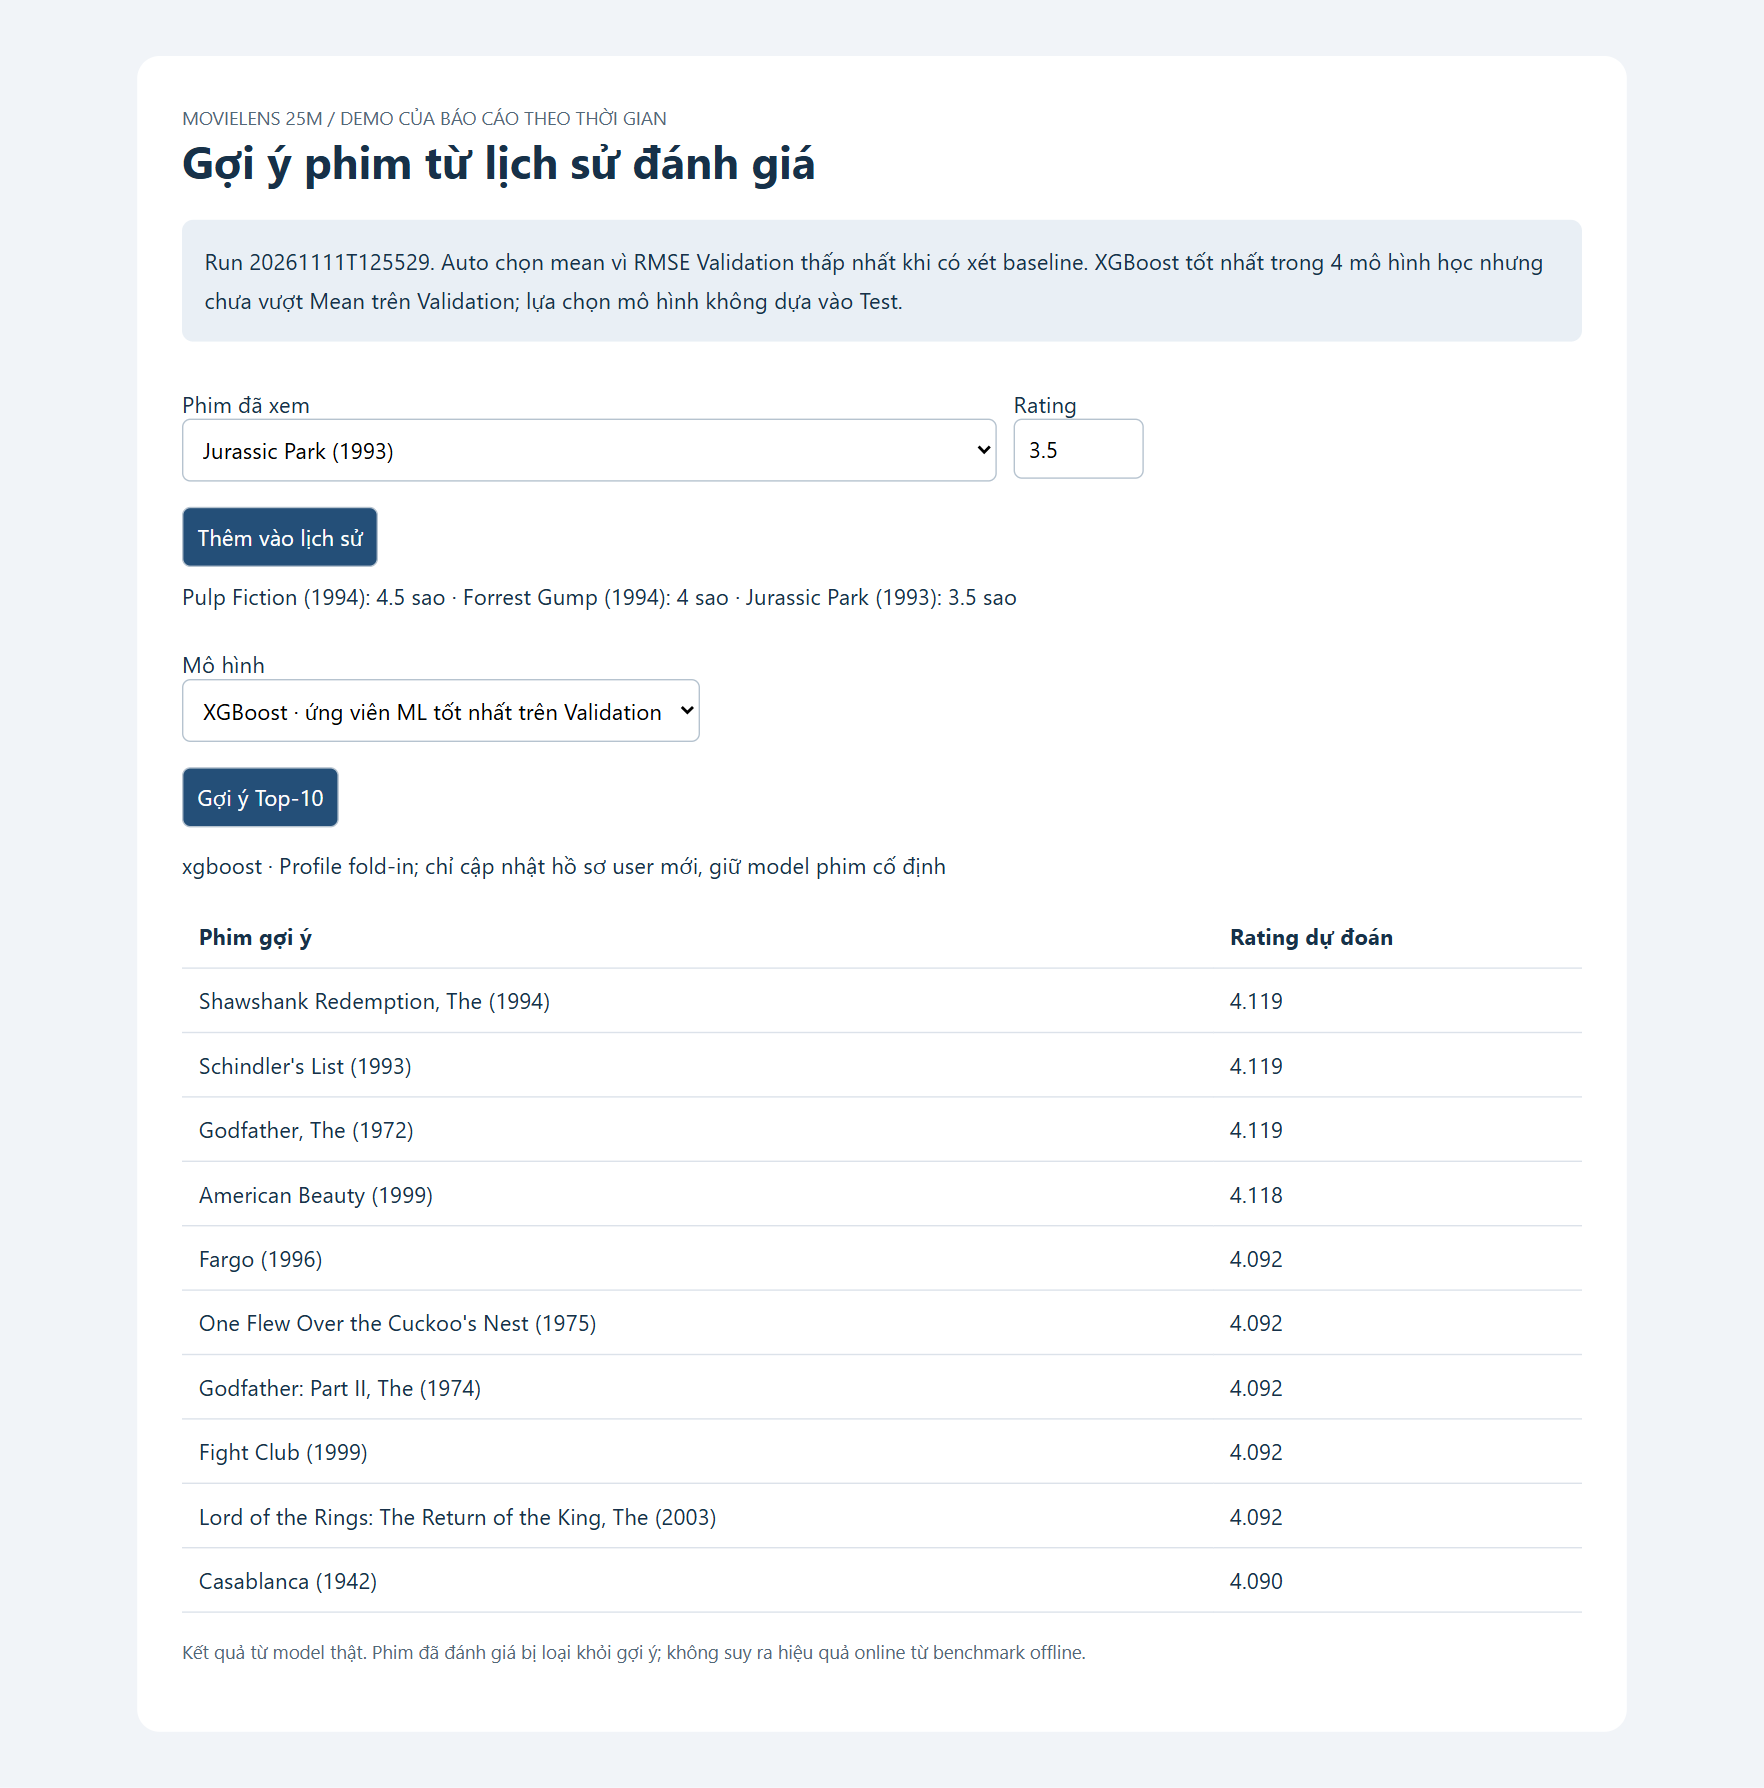 MOVIELENS 25M / DEMO CỦA BÁO CÁO THEO THỜI GIAN
Gợi ý phim từ lịch sử đánh giá
Run 20261111T125529. Auto chọn mean vì RMSE Validation thấp nhất khi có xét baseline. XGBoost tốt nhất trong 4 mô hình học nhưng
chưa vượt Mean trên Validation; lựa chọn mô hình không dựa vào Test.
Phim đã xem
Rating
Jurassic Park (1993)
3.5
Thêm vào lịch sử
Pulp Fiction (1994): 4.5 sao · Forrest Gump (1994): 4 sao · Jurassic Park (1993): 3.5 sao
Mô hình
XGBoost · ứng viên ML tốt nhất trên Validation
Gợi ý Top-10
xgboost · Profile fold-in; chỉ cập nhật hồ sơ user mới, giữ model phim cố định
Phim gợi ý
Rating dự đoán
Shawshank Redemption, The (1994)
4.119
Schindler's List (1993)
4.119
Godfather, The (1972)
4.119
American Beauty (1999)
4.118
Fargo (1996)
4.092
One Flew Over the Cuckoo's Nest (1975)
4.092
Godfather: Part II, The (1974)
4.092
Fight Club (1999)
4.092
Lord of the Rings: The Return of the King, The (2003)
4.092
Casablanca (1942)
4.090
Kết quả từ model thật. Phim đã đánh giá bị loại khỏi gợi ý; không suy ra hiệu quả online từ benchmark offline.